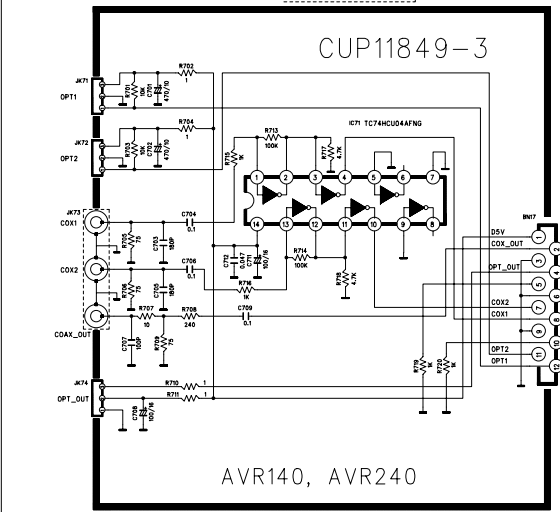 CUP11849-3
R702
1
JK71
OPT1
R701
10K
C701
470/10
R704
1
JK72
OPT2
R703
10K
C702
470/10
R715
1K
R713
100K
IC71 TC74HCU04AFNG
R717
4.7K
1 2 3 4 5 6 7
14 13 12 11 10 9 8
JK73
COX1
R705
75
C703
180P
C704
0.1
C712
0.047
C711
100/16
R714
100K
COX2
R706
75
C705
180P
C706
0.1
R716
1K
R718
4.7K
COAX_OUT
R707
10
R708
240
C709
0.1
C707
100P
R709
75
BN17
D5V
COX_OUT
OPT_OUT
COX2
COX1
OPT2
OPT1
1
2
3
4
5
6
7
8
9
10
11
12
R719
1K
R720
1K
JK74
OPT_OUT
R710
1
R711
1
C708
100/16
AVR140, AVR240